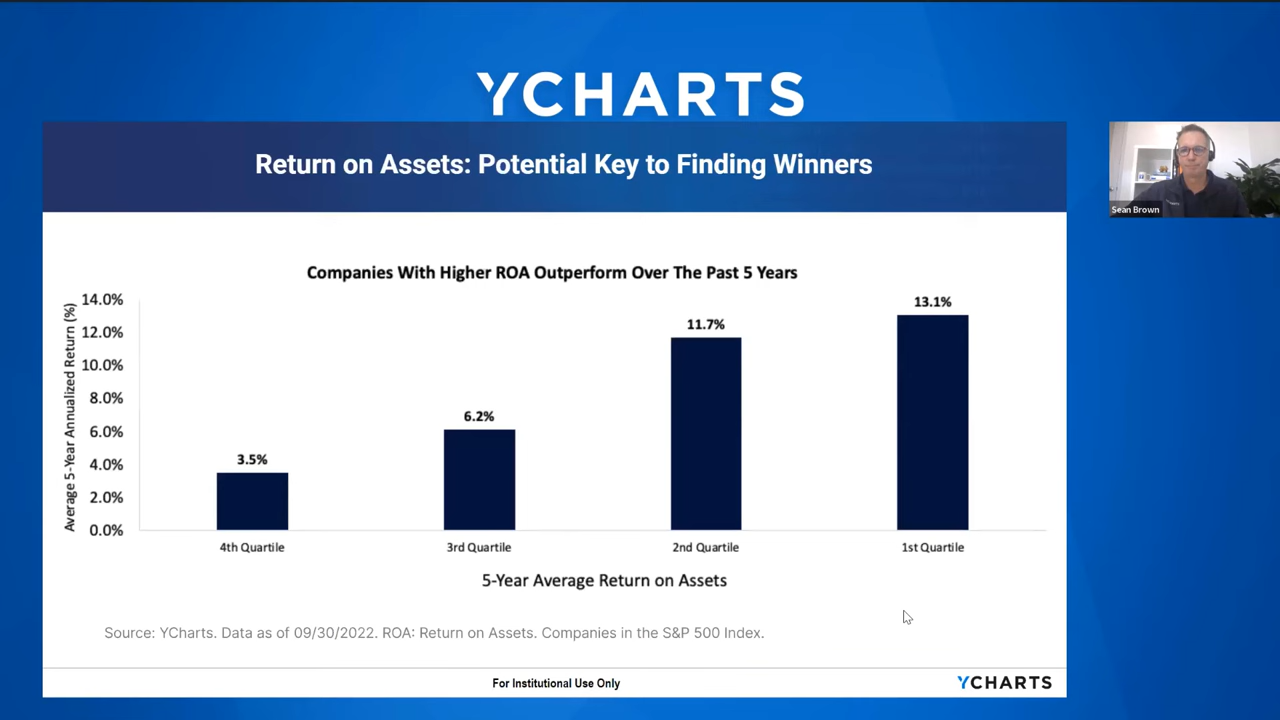 YCHARTS
Return on Assets: Potential Key to Finding Winners
Sean Brown
Companies With Higher ROA Outperform Over The Past 5 Years
Average 5-Year Annualized Return (%)
14.0%
12.0%
10.0%
8.0%
6.0%
4.0%
2.0%
0.0%
3.5%
6.2%
11.7%
13.1%
4th Quartile
3rd Quartile
2nd Quartile
1st Quartile
5-Year Average Return on Assets
Source: YCharts. Data as of 09/30/2022. ROA: Return on Assets. Companies in the S&P 500 Index.
For Institutional Use Only
YCHARTS